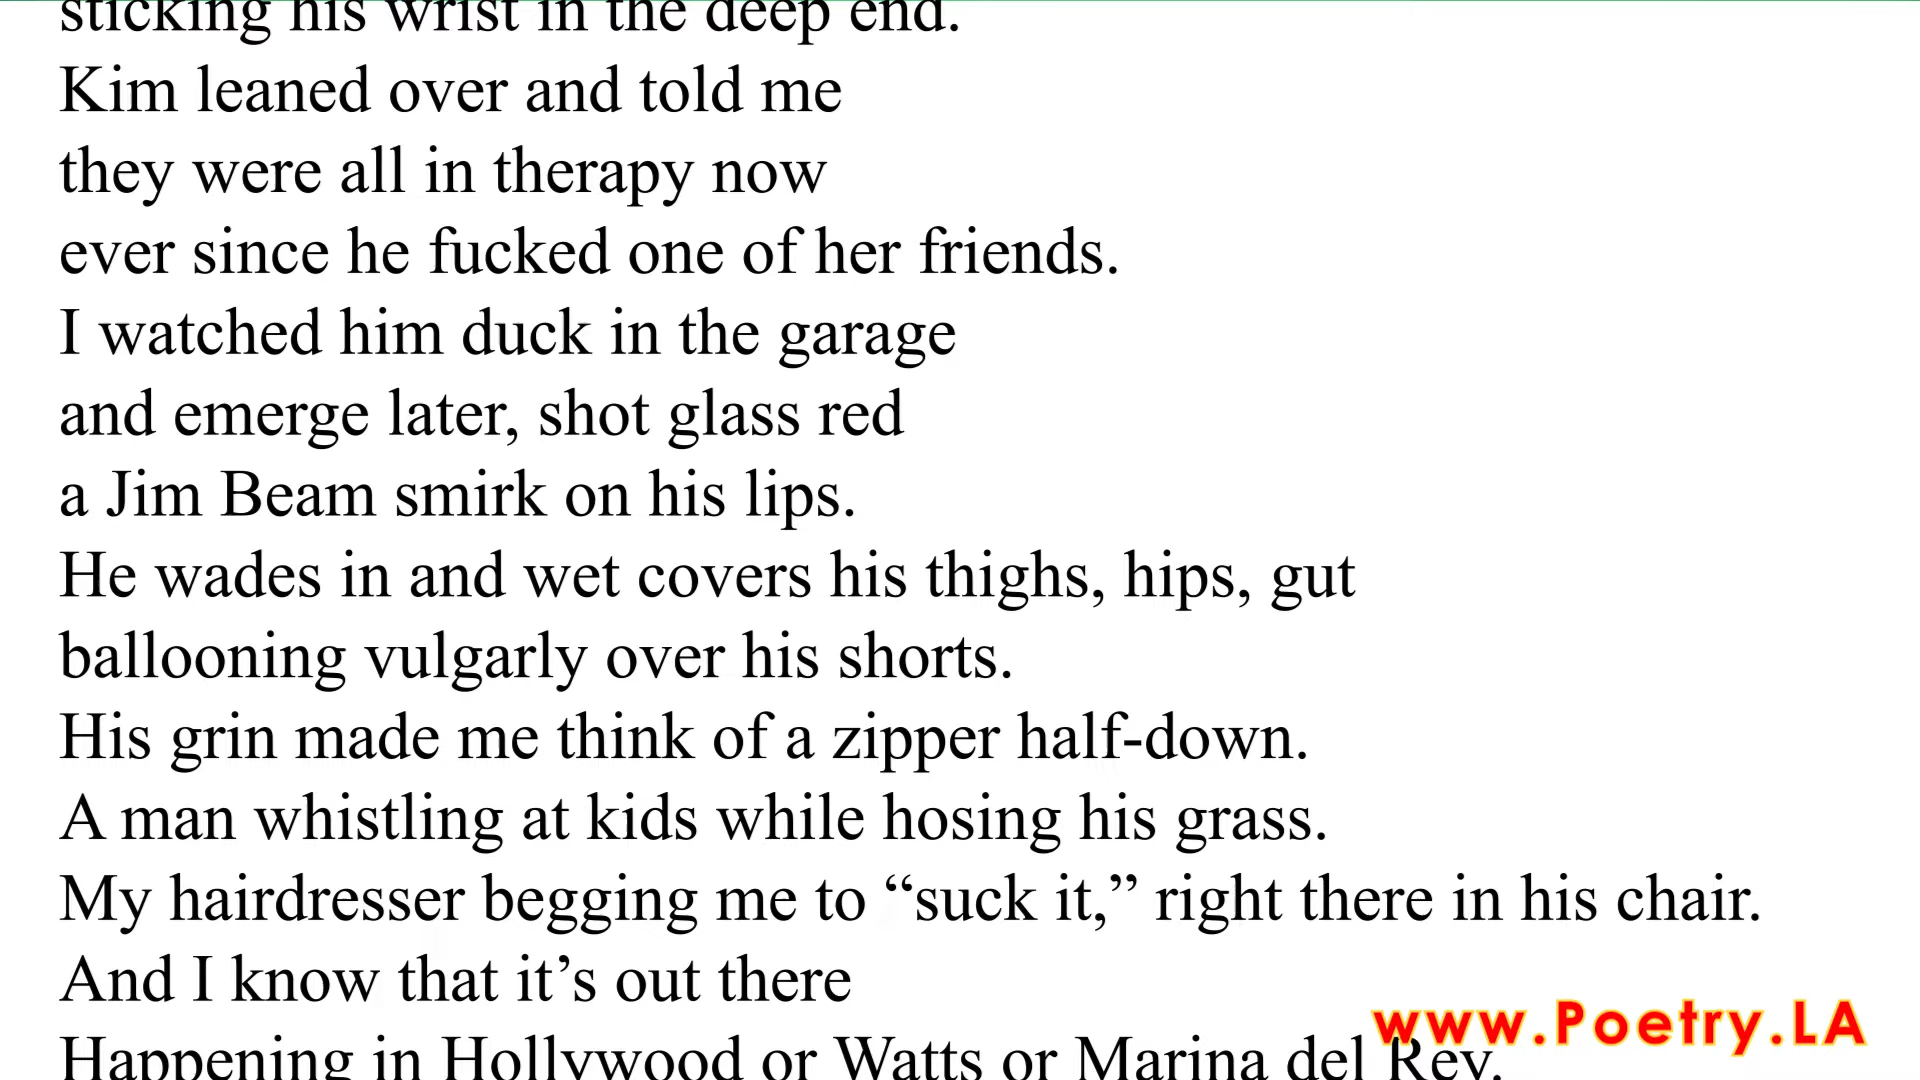 sticking his wrist in the deep end.
Kim leaned over and told me
they were all in therapy now
ever since he fucked one of her friends.
I watched him duck in the garage
and emerge later, shot glass red
a Jim Beam smirk on his lips.
He wades in and wet covers his thighs, hips, gut
ballooning vulgarly over his shorts.
His grin made me think of a zipper half-down.
A man whistling at kids while hosing his grass.
My hairdresser begging me to “suck it,” right there in his chair.
And I know that it’s out there
Happening in Hollywood or Watts or Marina del Rey.
www.Poetry.LA